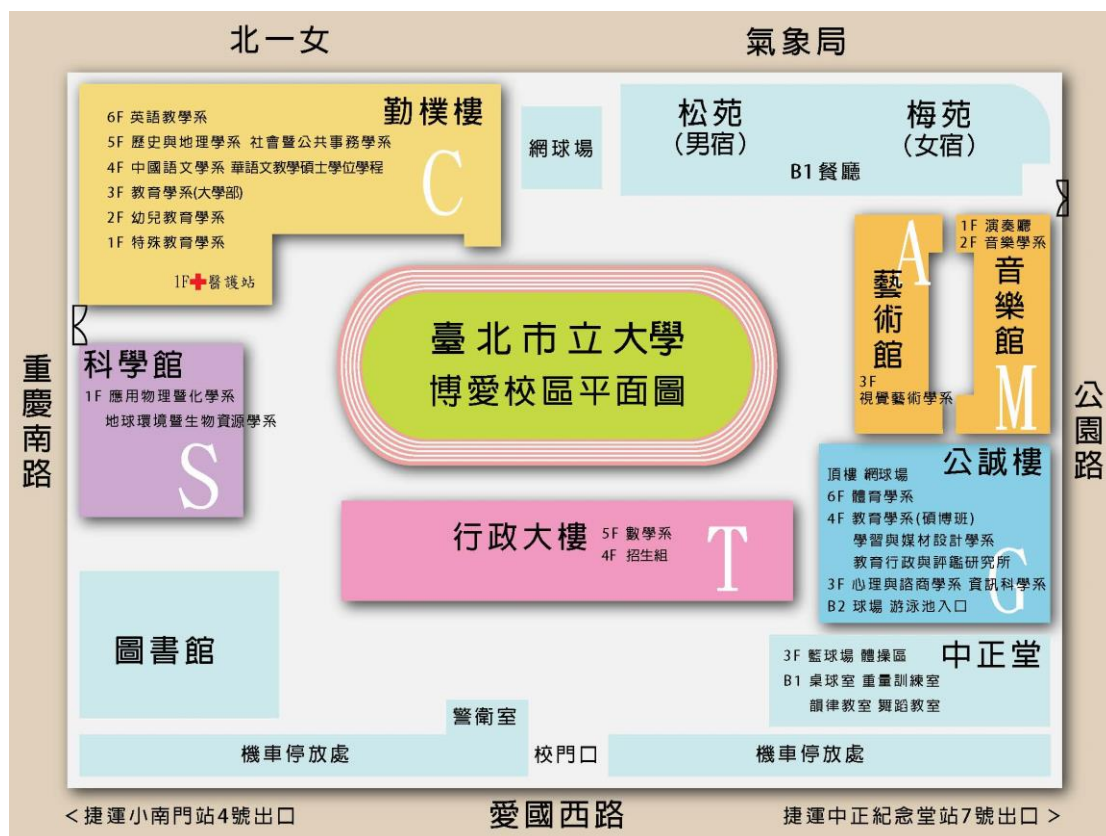 北一女
氣象局
勤樸樓
6F 英語教學系
5F 歷史與地理學系 社會暨公共事務學系
4F 中國語文學系 華語文教學碩士學位學程
3F 教育學系(大學部)
2F 幼兒教育學系
1F 特殊教育學系
1F 醫護站
C
網球場
松苑
(男宿)
梅苑
(女宿)
B1 餐廳
A
藝術館
3F
視覺藝術學系
1F 演奏廳
2F 音樂學系
音樂館
M
臺北市立大學
博愛校區平面圖
重慶南路
公園路
科學館
1F 應用物理暨化學系
地球環境暨生物資源學系
S
行政大樓
5F 數學系
4F 招生組
T
公誠樓
頂樓 網球場
6F 體育學系
4F 教育學系(碩博班)
學習與媒材設計學系
教育行政與評鑑研究所
3F 心理與諮商學系 資訊科學系
B2 球場 游泳池入口
G
圖書館
中正堂
3F 籃球場 體操區
B1 桌球室 重量訓練室
韻律教室 舞蹈教室
警衛室
機車停放處
校門口
機車停放處
<捷運小南門站4號出口
愛國西路
捷運中正紀念堂站7號出口>